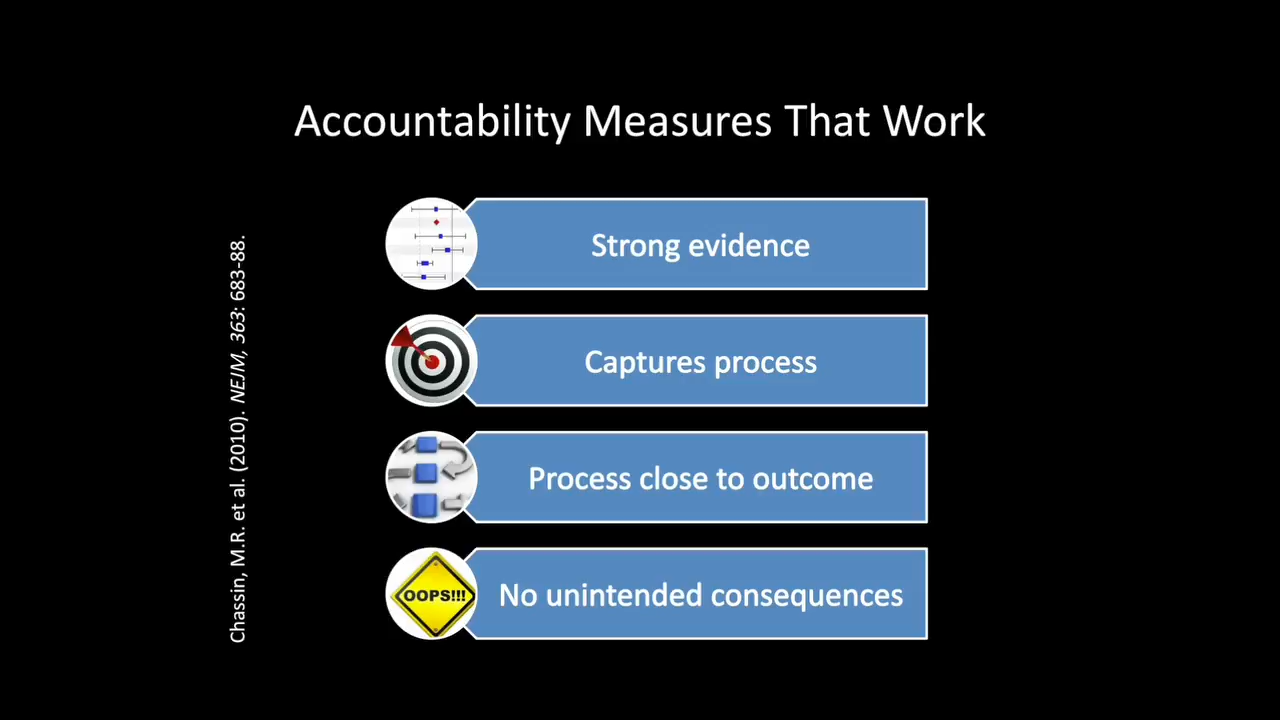 Accountability Measures That Work
Strong evidence
Captures process
Process close to outcome
OOPS!!!
No unintended consequences
Chassin, M.R. et al. (2010). NEJM, 363: 683-88.